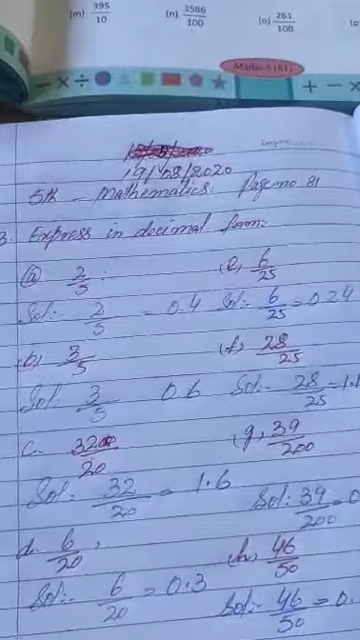 (m) 395/10 (n) 3586/100 (o) 261/100
Maths-5 (81)
19/08/2020
5th - Mathematics. Page no 81
3. Express in decimal form:-
(a) 2/5 (e) 6/25
Sol: 2/5 = 0.4 Sol: 6/25 = 0.24
(b) 3/5 (f) 28/25
Sol: 3/5 0.6 Sol:- 28/25 = 1.1
c. 32/20 (g) 39/200
Sol: 32/20 = 1.6 Sol: 39/200 = 0
d. 6/20 (h) 46/50
Sol:- 6/20 = 0.3 Sol:- 46/50 = 0.